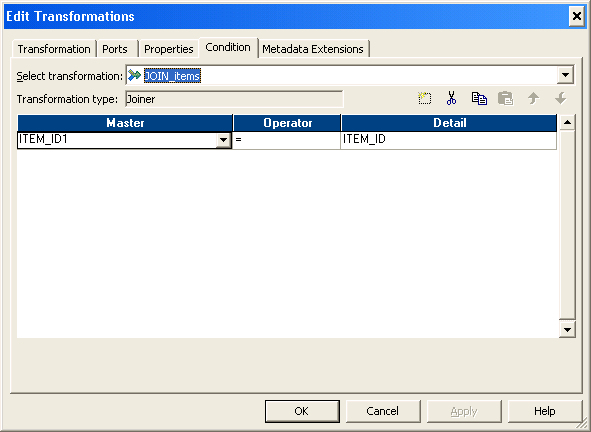 Edit Transformations
Transformation Ports Properties Condition Metadata Extensions
Select transformation: JOIN_items
Transformation type: Joiner
Master Operator Detail
ITEM_ID1 = ITEM_ID
OK Cancel Apply Help